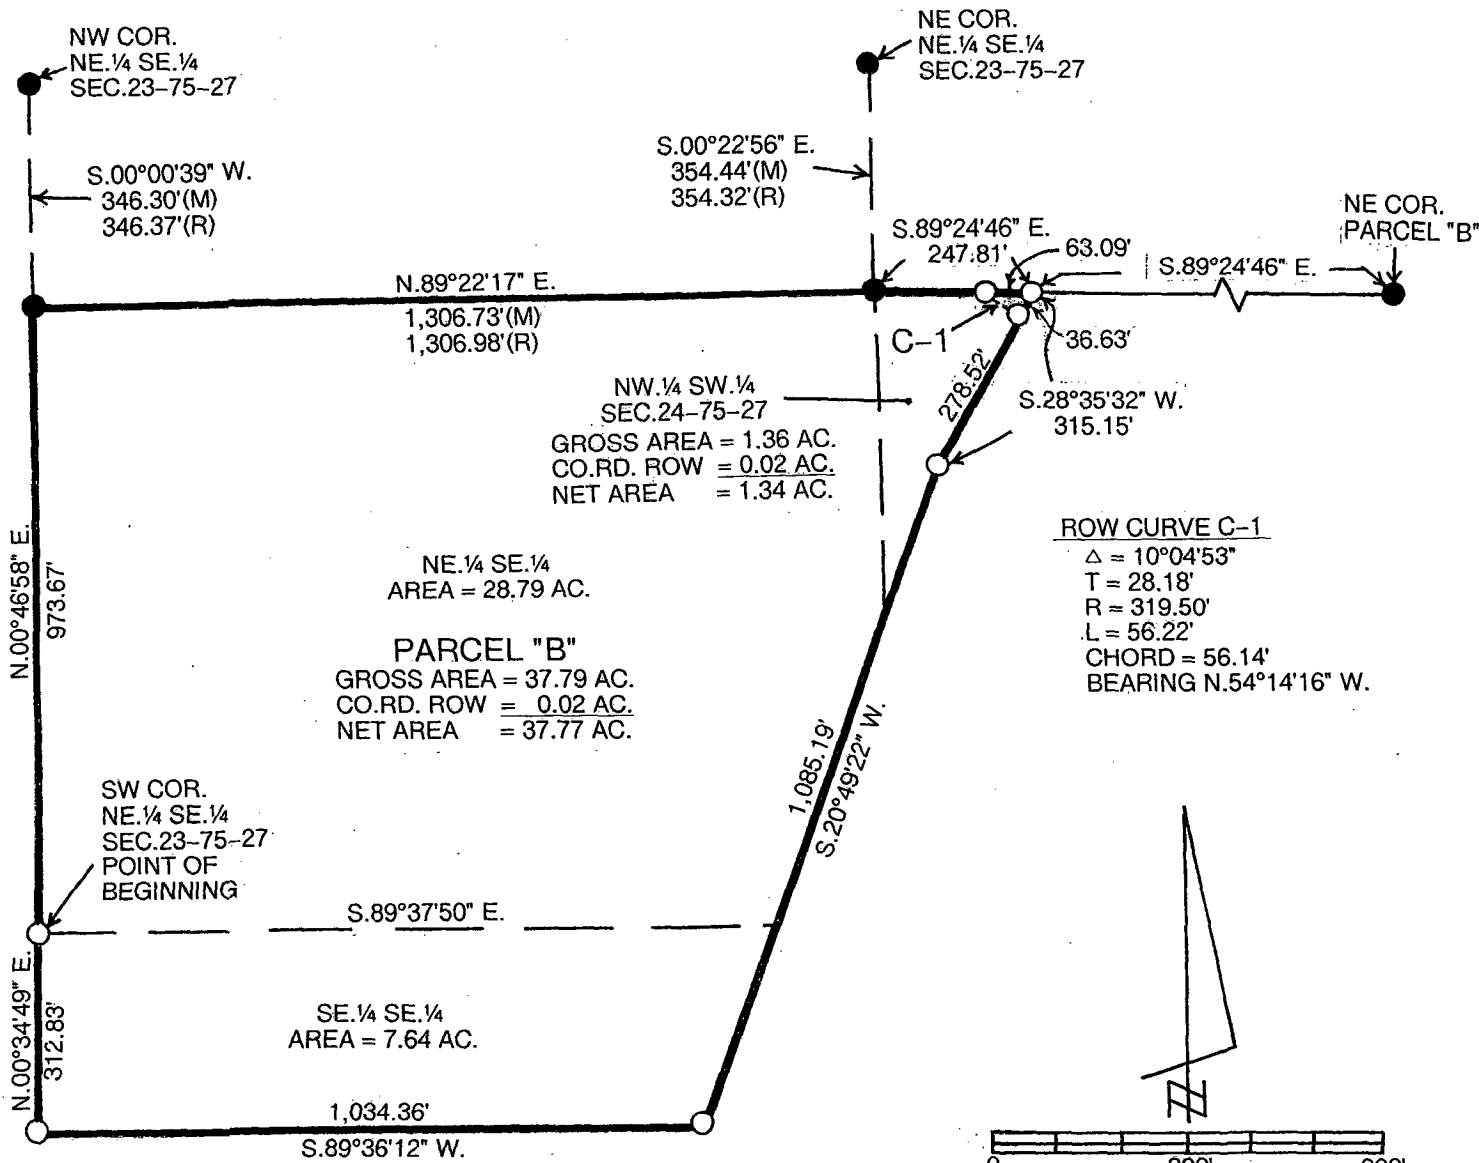 NW COR.
NE.¼ SE.¼
SEC.23-75-27
NE COR.
NE.¼ SE.¼
SEC.23-75-27
S.00°00'39" W.
346.30'(M)
346.37'(R)
S.00°22'56" E.
354.44'(M)
354.32'(R)
NE COR.
PARCEL "B"
S.89°24'46" E.
247.81'
63.09'
S.89°24'46" E.
N.89°22'17" E.
1,306.73'(M)
1,306.98'(R)
C-1
36.63'
278.52'
S.28°35'32" W.
315.15'
NW.¼ SW.¼
SEC.24-75-27
GROSS AREA = 1.36 AC.
CO.RD. ROW = 0.02 AC.
NET AREA = 1.34 AC.
ROW CURVE C-1
△ = 10°04'53"
T = 28.18'
R = 319.50'
L = 56.22'
CHORD = 56.14'
BEARING N.54°14'16" W.
N.00°46'58" E.
973.67'
NE.¼ SE.¼
AREA = 28.79 AC.
PARCEL "B"
GROSS AREA = 37.79 AC.
CO.RD. ROW = 0.02 AC.
NET AREA = 37.77 AC.
1,085.19'
S.20°49'22" W.
SW COR.
NE.¼ SE.¼
SEC.23-75-27
POINT OF
BEGINNING
S.89°37'50" E.
N.00°34'49" E.
312.83'
SE.¼ SE.¼
AREA = 7.64 AC.
1,034.36'
S.89°36'12" W.